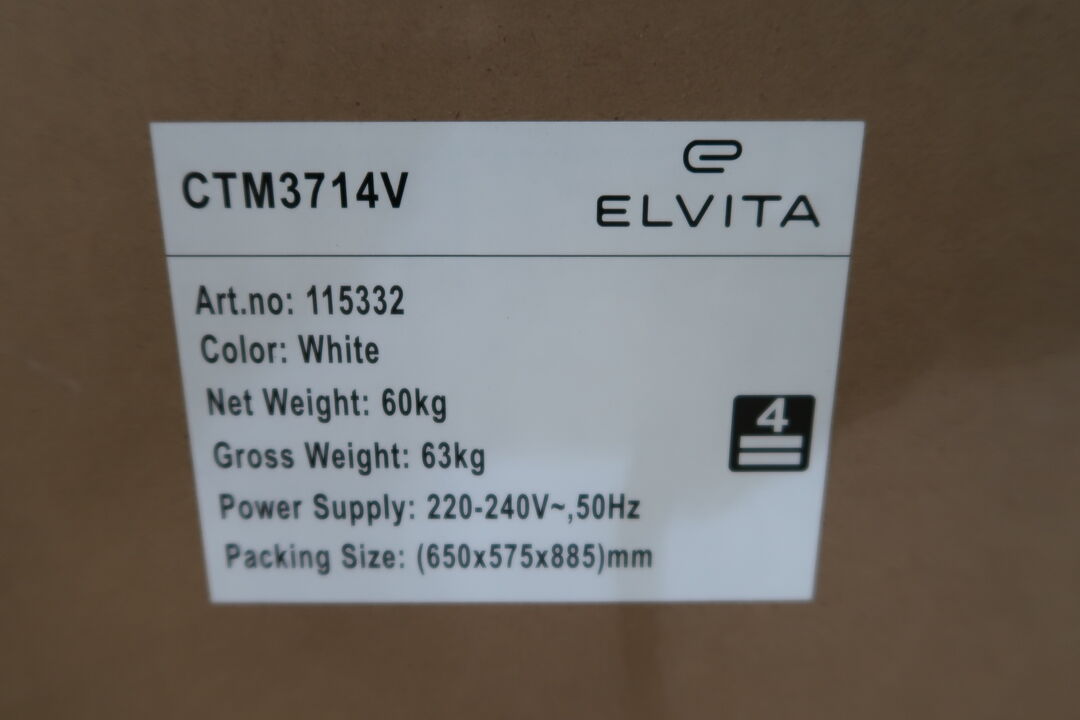 CTM3714V
ELVITA
Art.no: 115332
Color: White
Net Weight: 60kg
Gross Weight: 63kg
4
Power Supply: 220-240V~,50Hz
Packing Size: (650x575x885)mm